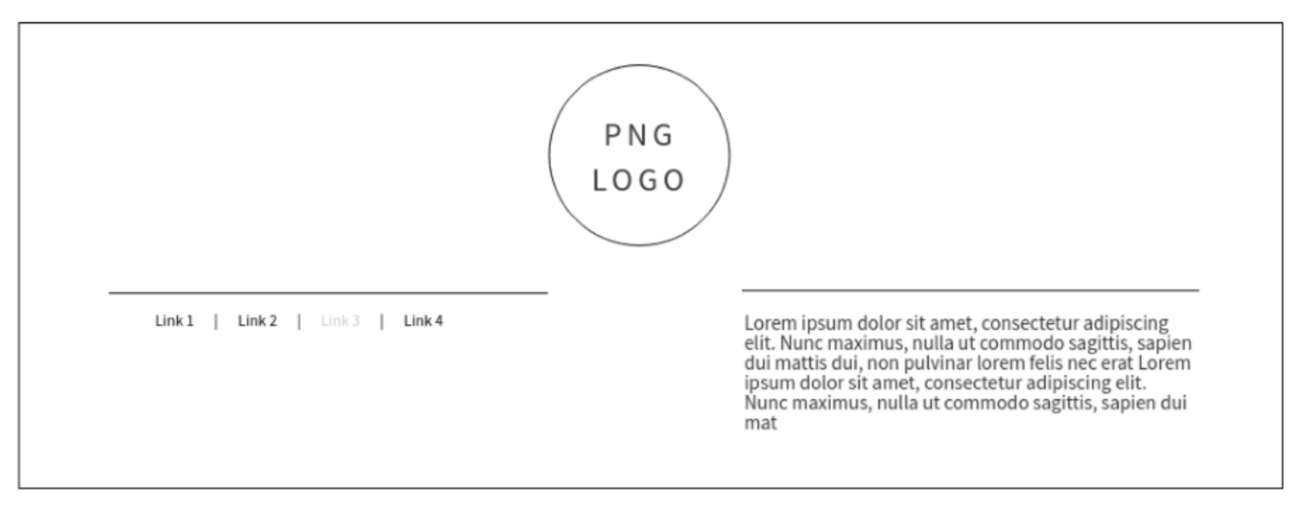 PNG
LOGO
Link 1 | Link 2 | Link 3 | Link 4
Lorem ipsum dolor sit amet, consectetur adipiscing
elit. Nunc maximus, nulla ut commodo sagittis, sapien
dui mattis dui, non pulvinar lorem felis nec erat Lorem
ipsum dolor sit amet, consectetur adipiscing elit.
Nunc maximus, nulla ut commodo sagittis, sapien dui
mat